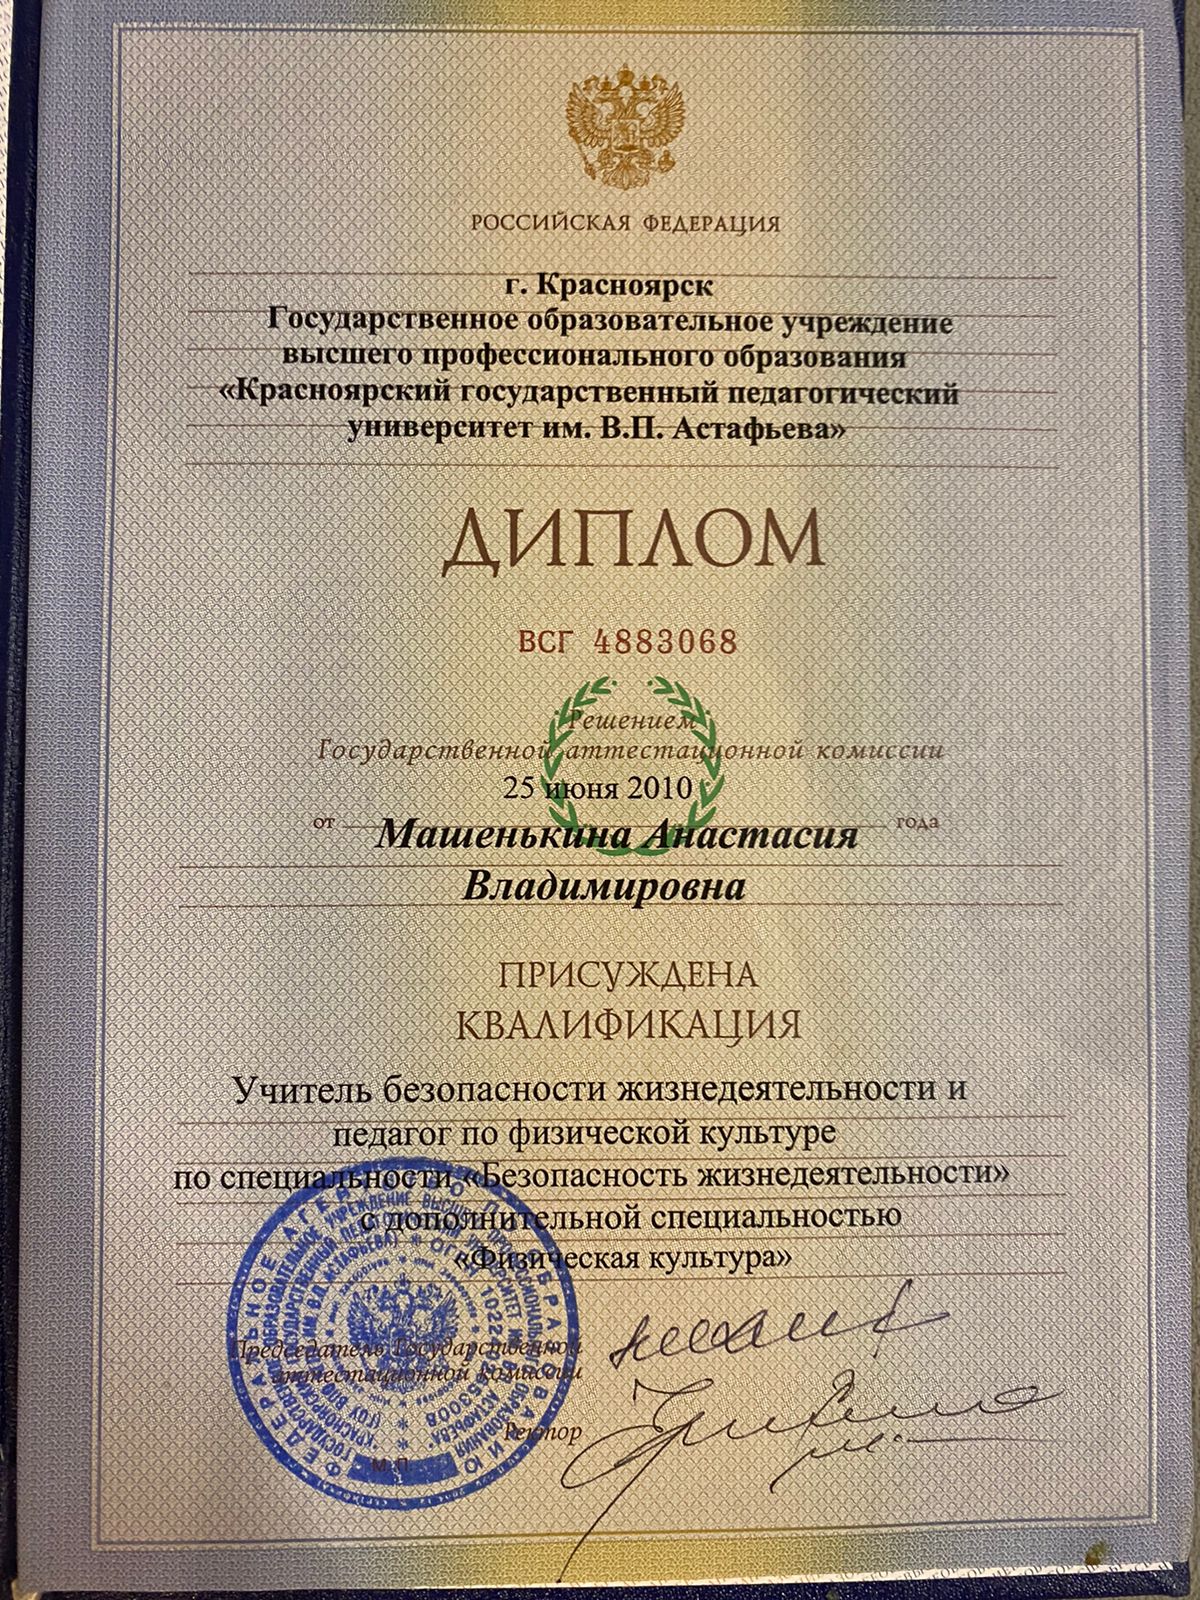 РОССИЙСКАЯ ФЕДЕРАЦИЯ
г. Красноярск
Государственное образовательное учреждение
высшего профессионального образования
«Красноярский государственный педагогический
университет им. В.П. Астафьева»
ДИПЛОМ
ВСГ 4883068
Решением
Государственной аттестационной комиссии
25 июня 2010
от года
Машенькина Анастасия
Владимировна
ПРИСУЖДЕНА
КВАЛИФИКАЦИЯ
Учитель безопасности жизнедеятельности и
педагог по физической культуре
по специальности «Безопасность жизнедеятельности»
с дополнительной специальностью
«Физическая культура»
Председатель Государственной
аттестационной комиссии
Ректор
М.П.